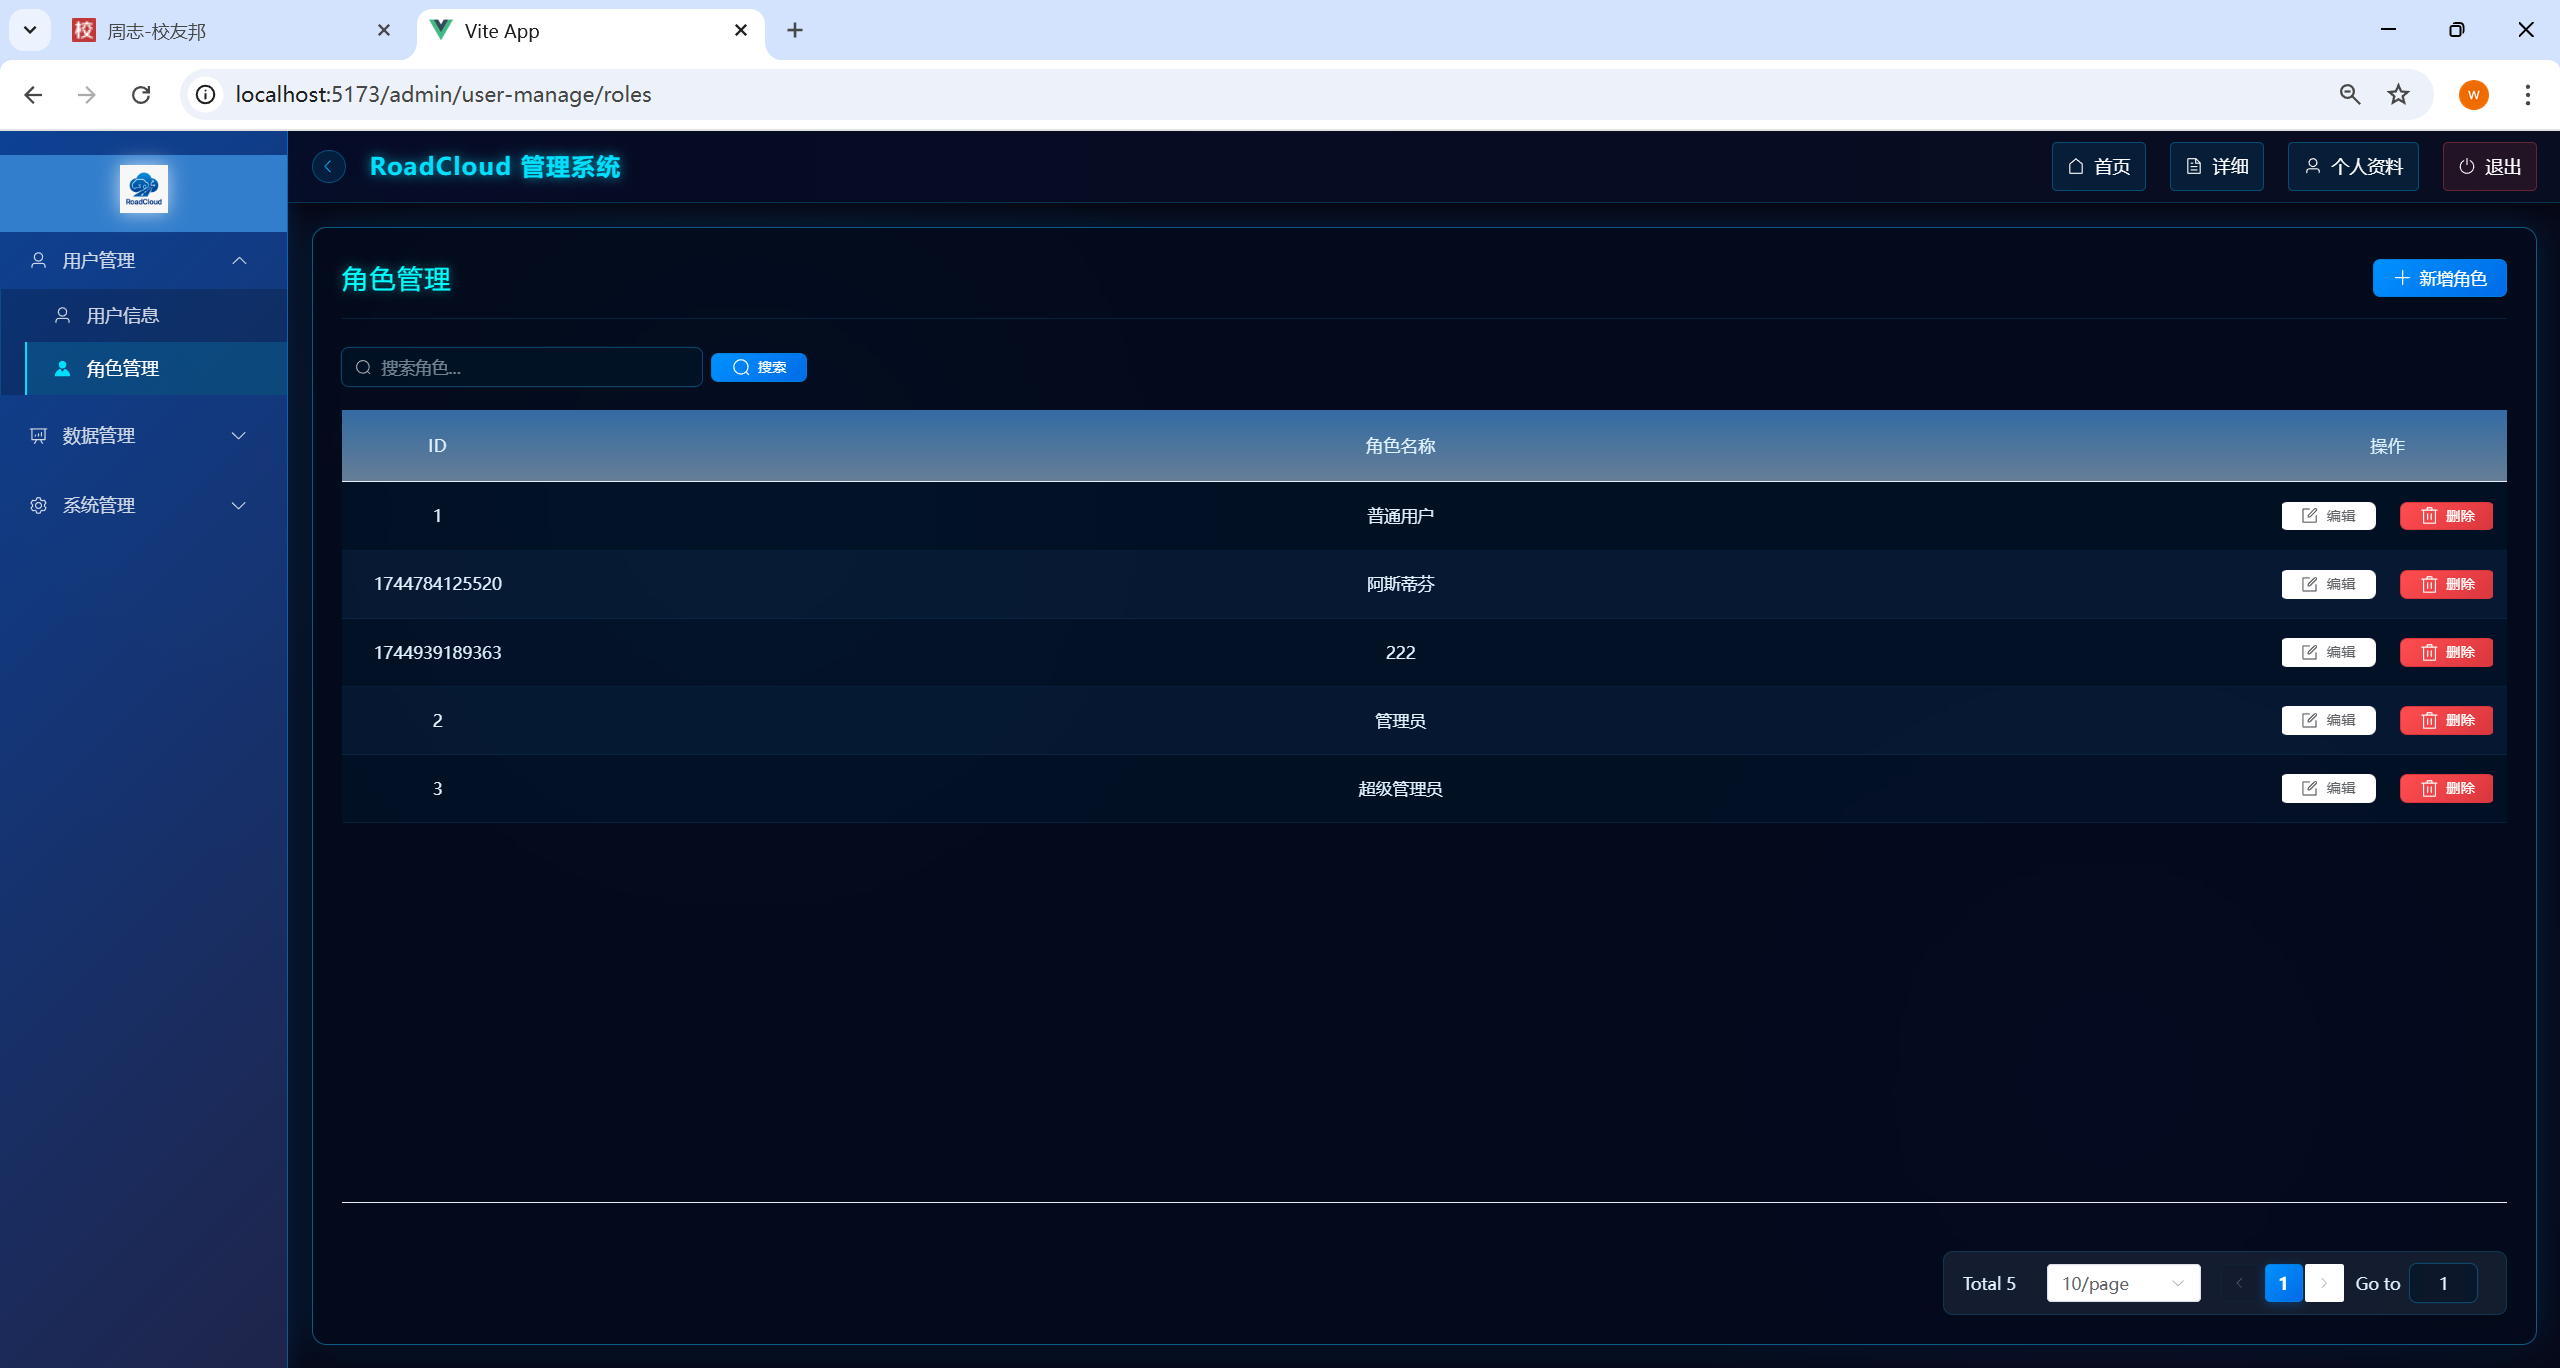 校 周志-校友邦
Vite App
localhost:5173/admin/user-manage/roles
W
RoadCloud
RoadCloud 管理系统
首页
详细
个人资料
退出
用户管理
用户信息
角色管理
数据管理
系统管理
角色管理
新增角色
搜索角色...
搜索
ID 角色名称 操作
1 普通用户 编辑 删除
1744784125520 阿斯蒂芬 编辑 删除
1744939189363 222 编辑 删除
2 管理员 编辑 删除
3 超级管理员 编辑 删除
Total 5 10/page 1 Go to 1